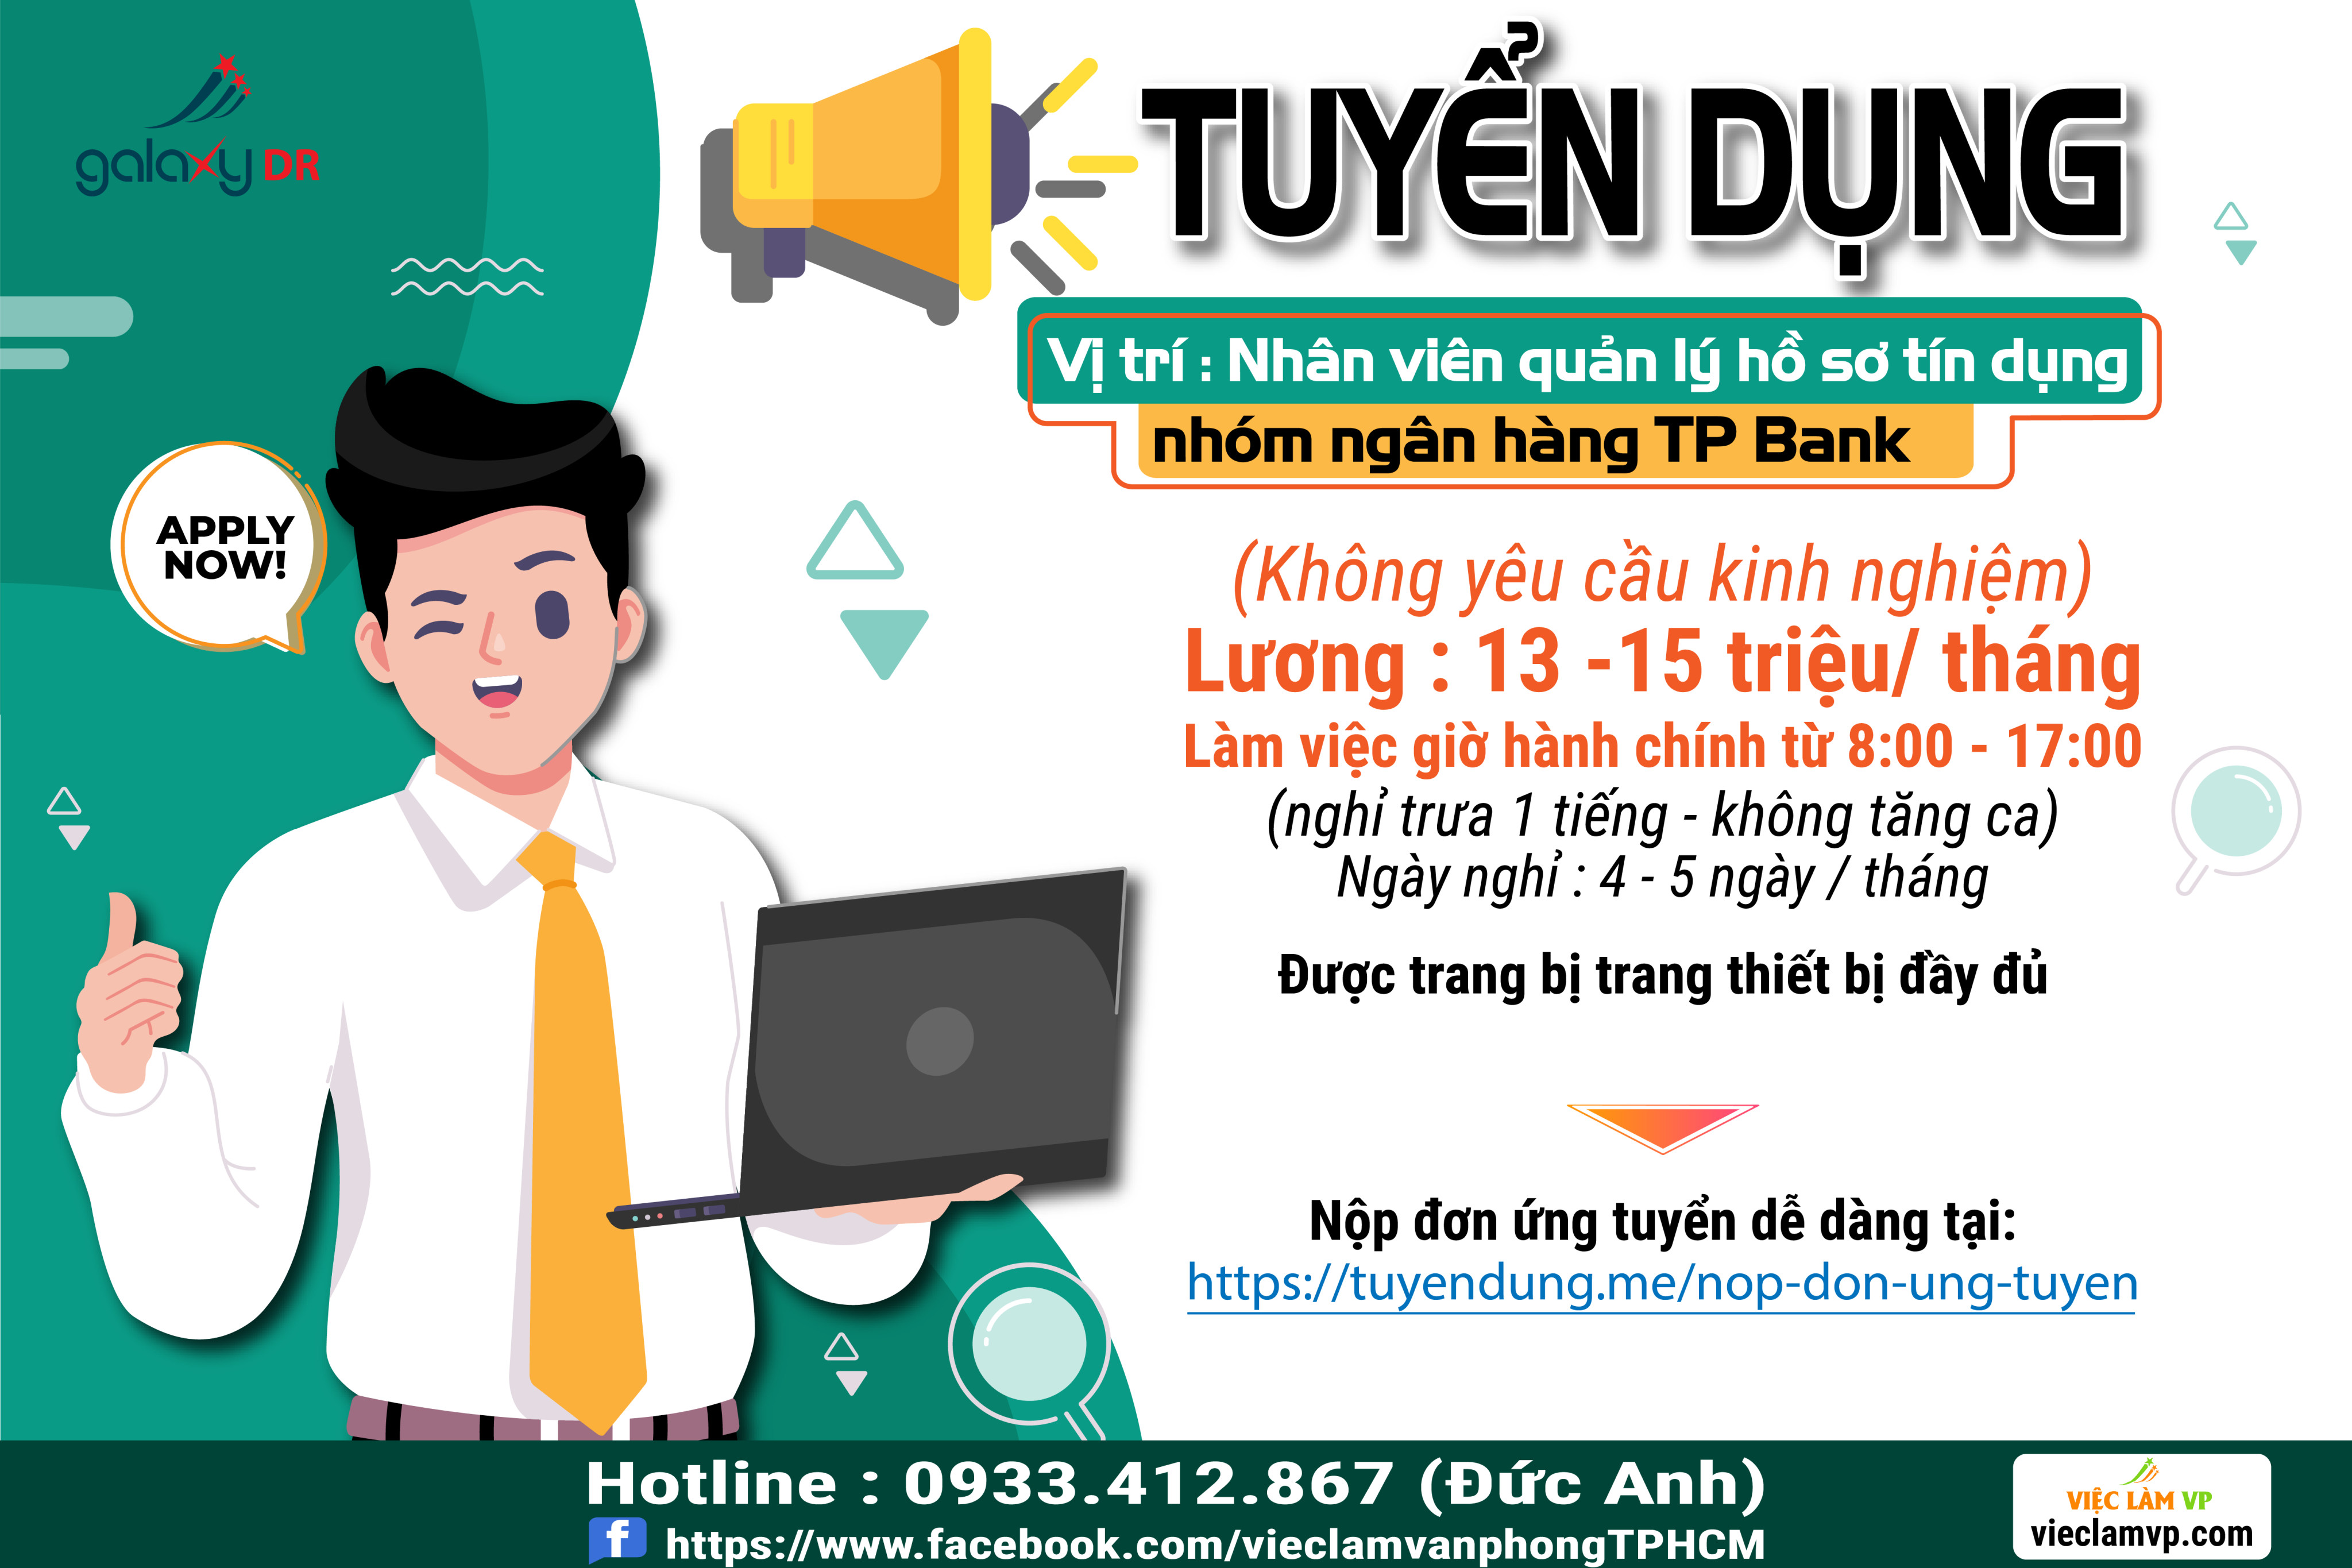 galaxy DR
TUYỂN DỤNG
Vị trí : Nhân viên quản lý hồ sơ tín dụng
nhóm ngân hàng TP Bank
APPLY
NOW!
(Không yêu cầu kinh nghiệm)
Lương : 13 -15 triệu/ tháng
Làm việc giờ hành chính từ 8:00 - 17:00
(nghỉ trưa 1 tiếng - không tăng ca)
Ngày nghỉ : 4 - 5 ngày / tháng
Được trang bị trang thiết bị đầy đủ
Nộp đơn ứng tuyển dễ dàng tại:
https://tuyendung.me/nop-don-ung-tuyen
Hotline : 0933.412.867 (Đức Anh)
f https://www.facebook.com/vieclamvanphongTPHCM
VIỆC LÀM VP
vieclamvp.com